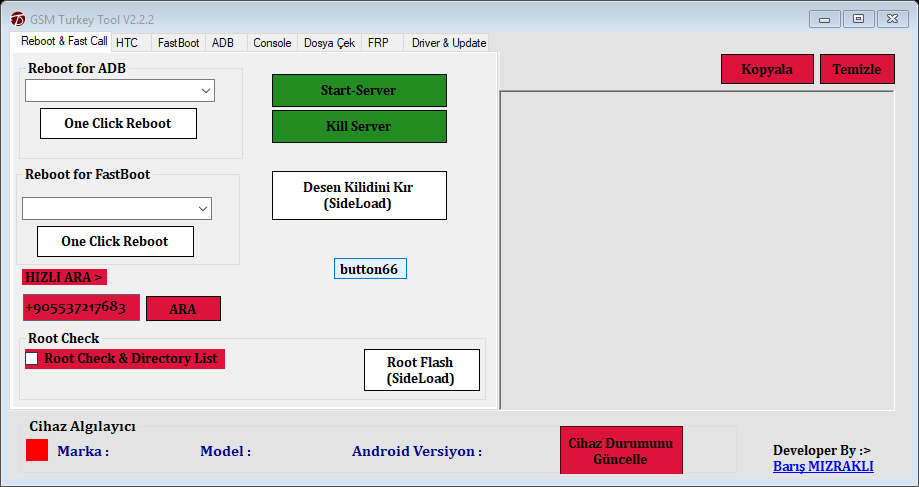 GSM Turkey Tool V2.2.2
Reboot & Fast Call HTC FastBoot ADB Console Dosya Çek FRP Driver & Update
Reboot for ADB
One Click Reboot
Start-Server
Kill Server
Kopyala Temizle
Reboot for FastBoot
One Click Reboot
Desen Kilidini Kır
(SideLoad)
button66
HIZLI ARA >
+905537217683 ARA
Root Check
Root Check & Directory List
Root Flash
(SideLoad)
Cihaz Algılayıcı
Marka : Model : Android Versiyon :
Cihaz Durumunu
Güncelle
Developer By :>
Barış MIZRAKLI